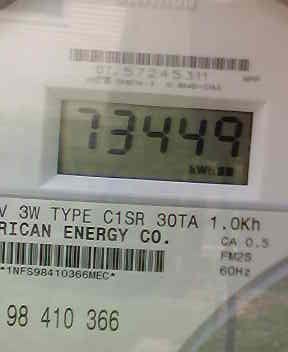 73449
kWh
V 3W TYPE C1SR 30TA 1.0Kh
RICAN ENERGY CO.
CA 0.5
FM2S
60Hz
*1NFS98410366MEC*
98 410 366